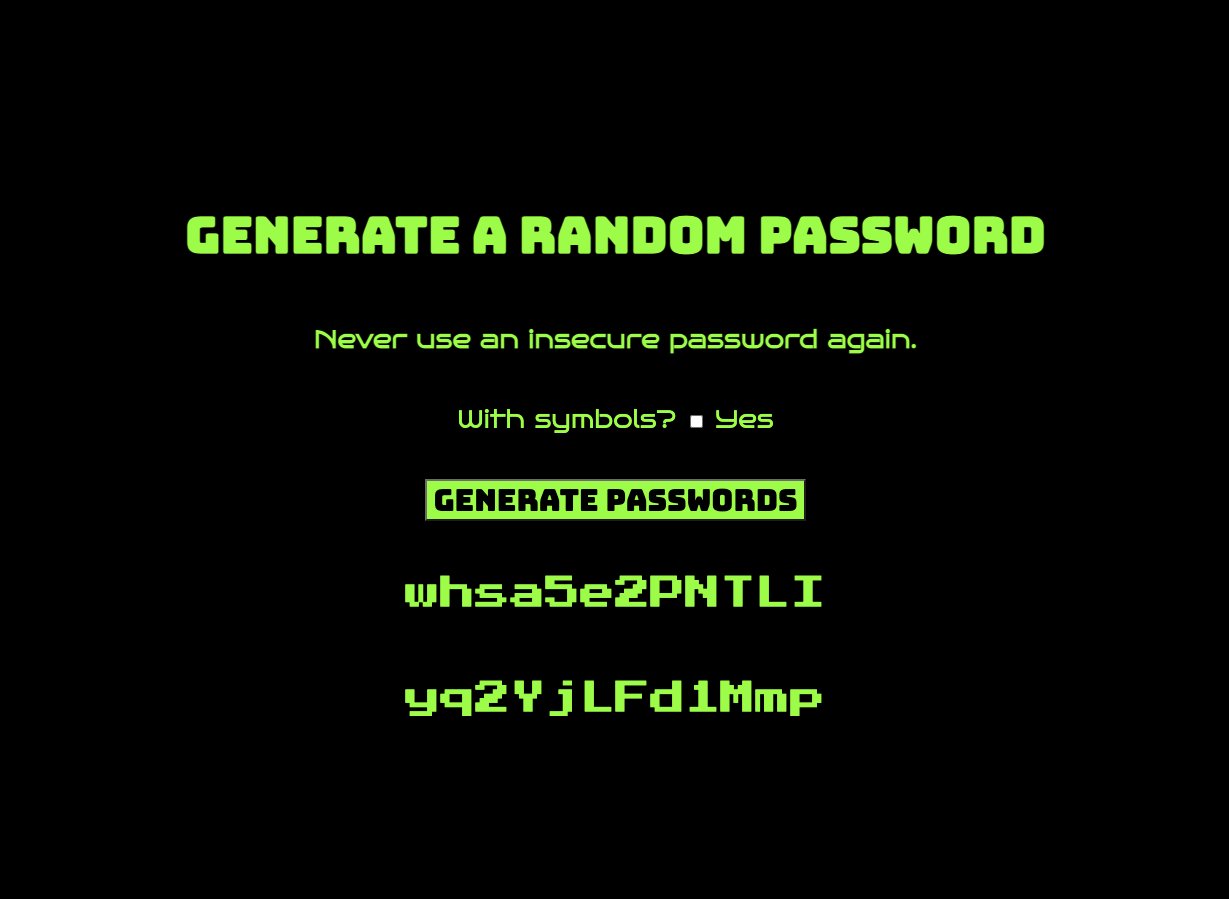 GENERATE A RANDOM PASSWORD
Never use an insecure password again.
With symbols? Yes
GENERATE PASSWORDS
whsa5e2PNTLI
yq2YjLFd1Mmp